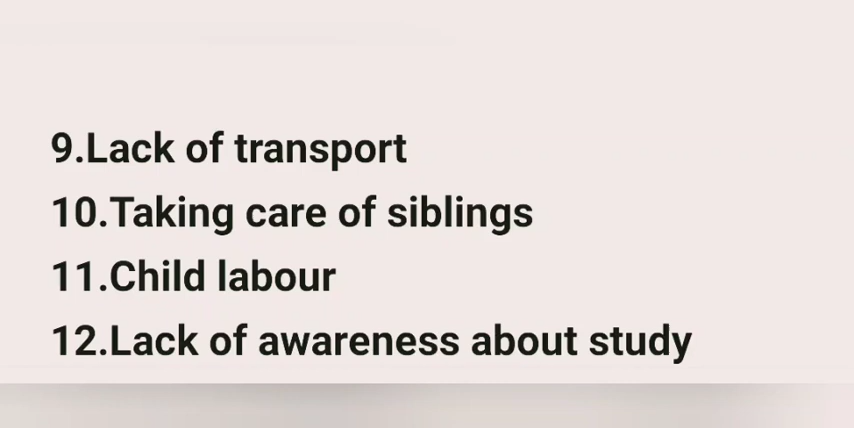 9.Lack of transport
10.Taking care of siblings
11.Child labour
12.Lack of awareness about study